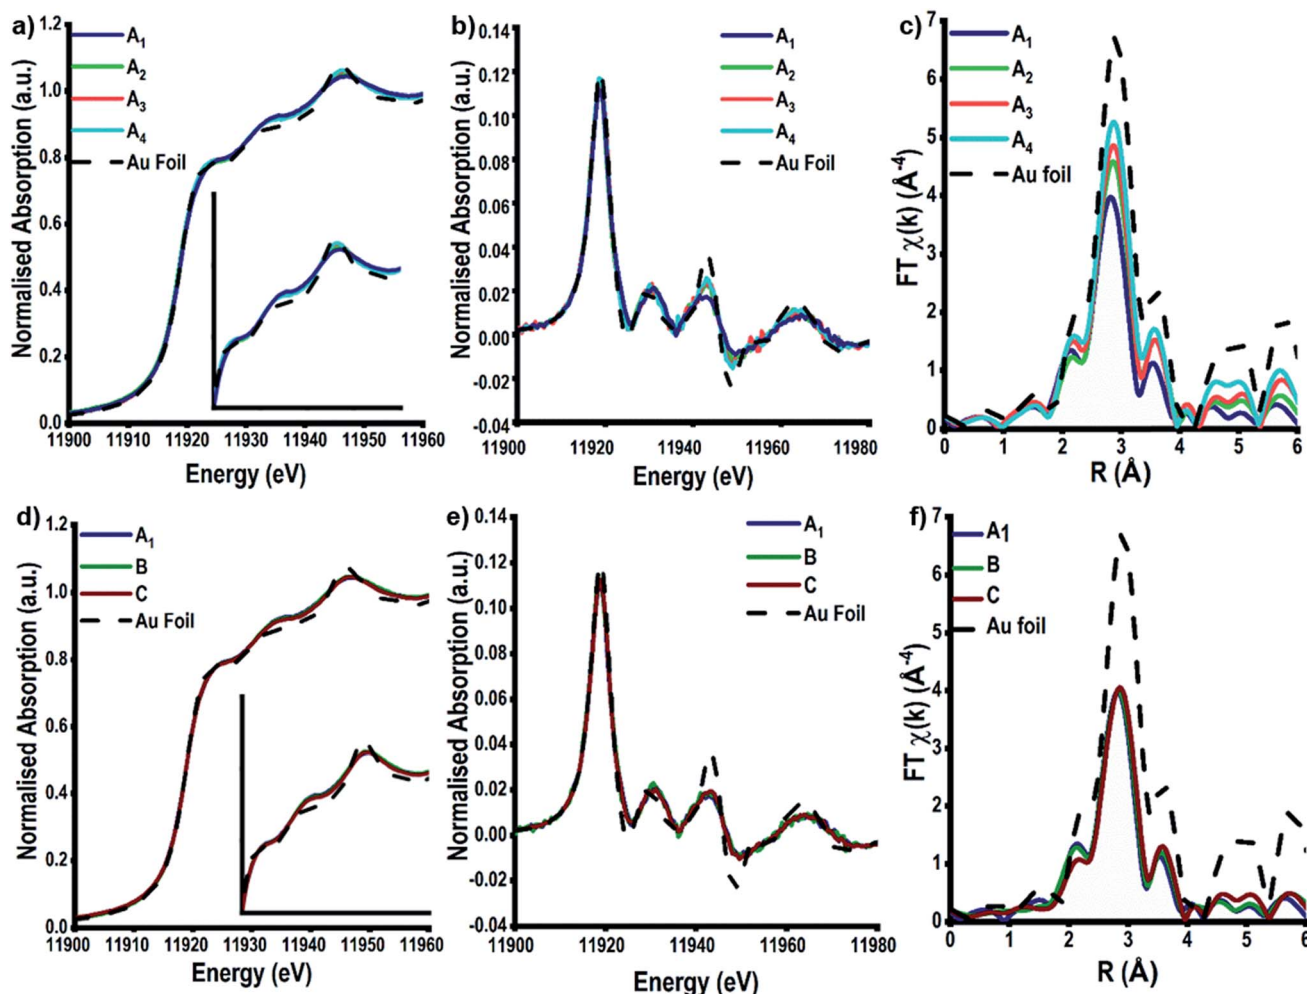 a)
1.2
1.0
0.8
0.6
0.4
0.2
0.0
Normalised Absorption (a.u.)
A1
A2
A3
A4
Au Foil
11900 11910 11920 11930 11940 11950 11960
Energy (eV)
b)
0.14
0.12
0.10
0.08
0.06
0.04
0.02
0.00
-0.02
-0.04
Normalised Absorption (a.u.)
A1
A2
A3
A4
Au Foil
11900 11920 11940 11960 11980
Energy (eV)
c)
7
6
5
4
3
2
1
0
FT χ(k) (Å-4)
A1
A2
A3
A4
Au foil
0 1 2 3 4 5 6
R (Å)
d)
1.2
1.0
0.8
0.6
0.4
0.2
0.0
Normalised Absorption (a.u.)
A1
B
C
Au Foil
11900 11910 11920 11930 11940 11950 11960
Energy (eV)
e)
0.14
0.12
0.10
0.08
0.06
0.04
0.02
0.00
-0.02
-0.04
Normalised Absorption (a.u.)
A1
B
C
Au Foil
11900 11920 11940 11960 11980
Energy (eV)
f)
7
6
5
4
3
2
1
0
FT χ(k) (Å-4)
A1
B
C
Au foil
0 1 2 3 4 5 6
R (Å)